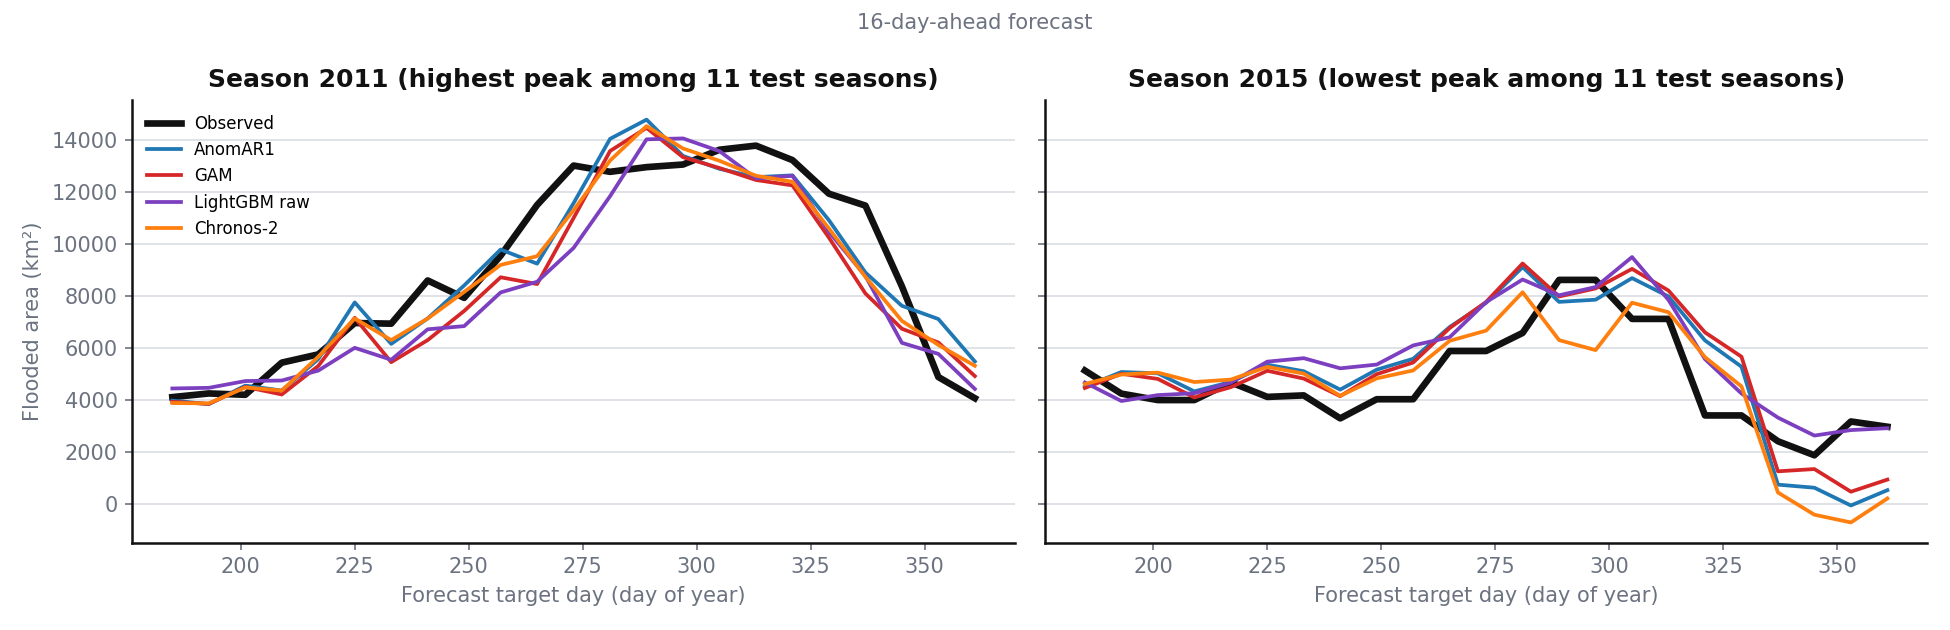 16-day-ahead forecast
Season 2011 (highest peak among 11 test seasons)
Season 2015 (lowest peak among 11 test seasons)
Observed
AnomAR1
GAM
LightGBM raw
Chronos-2
Flooded area (km²)
14000
12000
10000
8000
6000
4000
2000
0
200 225 250 275 300 325 350
200 225 250 275 300 325 350
Forecast target day (day of year)
Forecast target day (day of year)